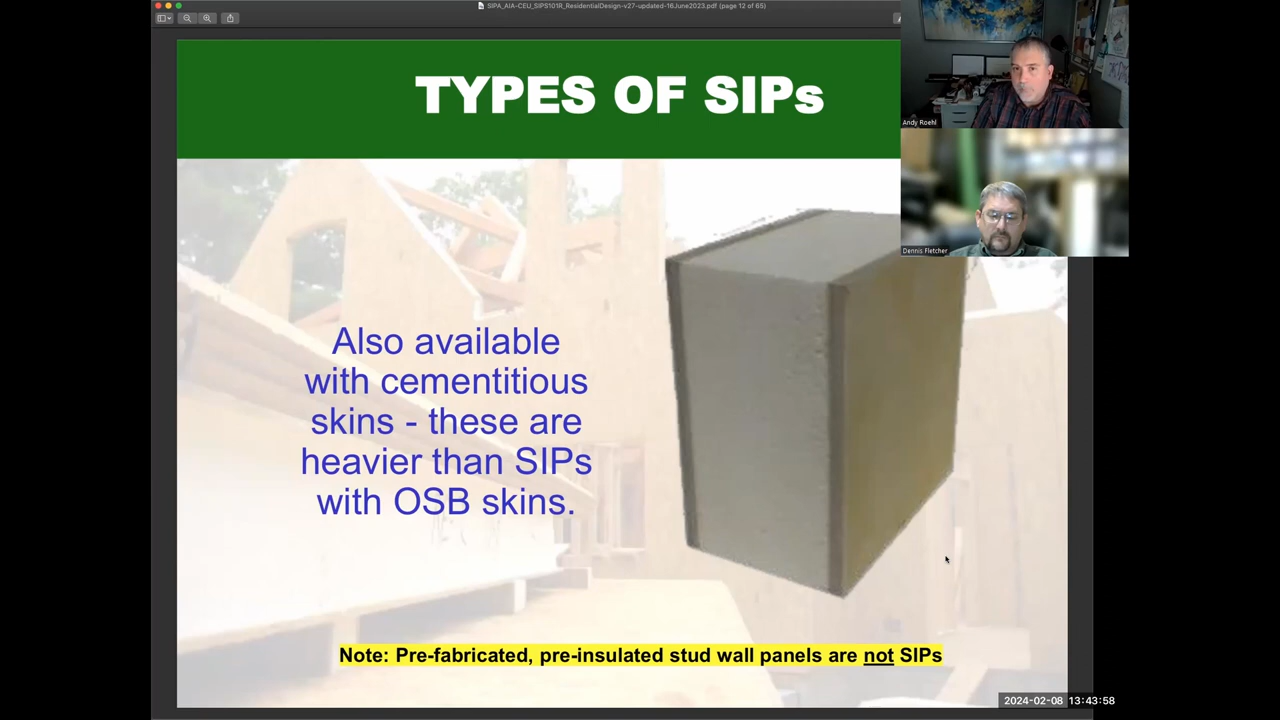 SIPA_AIA-CEU_SIPS101R_ResidentialDesign-v27-updated-16June2023.pdf (page 12 of 65)
TYPES OF SIPs
Andy Roehl
Dennis Fletcher
Also available
with cementitious
skins - these are
heavier than SIPs
with OSB skins.
Note: Pre-fabricated, pre-insulated stud wall panels are not SIPs
2024-02-08 13:43:58